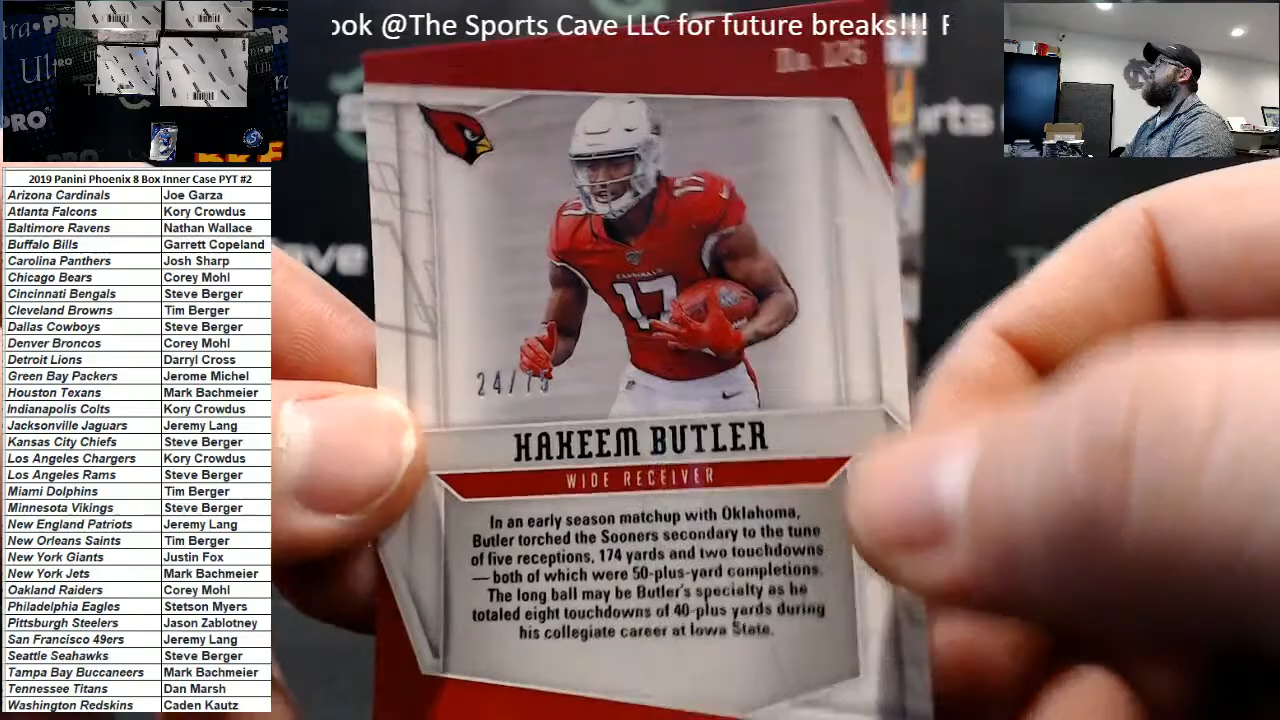 ook @The Sports Cave LLC for future breaks!!! F
2019 Panini Phoenix 8 Box Inner Case PYT #2
Arizona Cardinals Joe Garza
Atlanta Falcons Kory Crowdus
Baltimore Ravens Nathan Wallace
Buffalo Bills Garrett Copeland
Carolina Panthers Josh Sharp
Chicago Bears Corey Mohl
Cincinnati Bengals Steve Berger
Cleveland Browns Tim Berger
Dallas Cowboys Steve Berger
Denver Broncos Corey Mohl
Detroit Lions Darryl Cross
Green Bay Packers Jerome Michel
Houston Texans Mark Bachmeier
Indianapolis Colts Kory Crowdus
Jacksonville Jaguars Jeremy Lang
Kansas City Chiefs Steve Berger
Los Angeles Chargers Kory Crowdus
Los Angeles Rams Steve Berger
Miami Dolphins Tim Berger
Minnesota Vikings Steve Berger
New England Patriots Jeremy Lang
New Orleans Saints Tim Berger
New York Giants Justin Fox
New York Jets Mark Bachmeier
Oakland Raiders Corey Mohl
Philadelphia Eagles Stetson Myers
Pittsburgh Steelers Jason Zablotney
San Francisco 49ers Jeremy Lang
Seattle Seahawks Steve Berger
Tampa Bay Buccaneers Mark Bachmeier
Tennessee Titans Dan Marsh
Washington Redskins Caden Kautz
No. 126
CARDINALS
17
17
24/75
HAKEEM BUTLER
WIDE RECEIVER
In an early season matchup with Oklahoma,
Butler torched the Sooners secondary to the tune
of five receptions, 174 yards and two touchdowns
— both of which were 50-plus-yard completions.
The long ball may be Butler's specialty as he
totaled eight touchdowns of 40-plus yards during
his collegiate career at Iowa State.